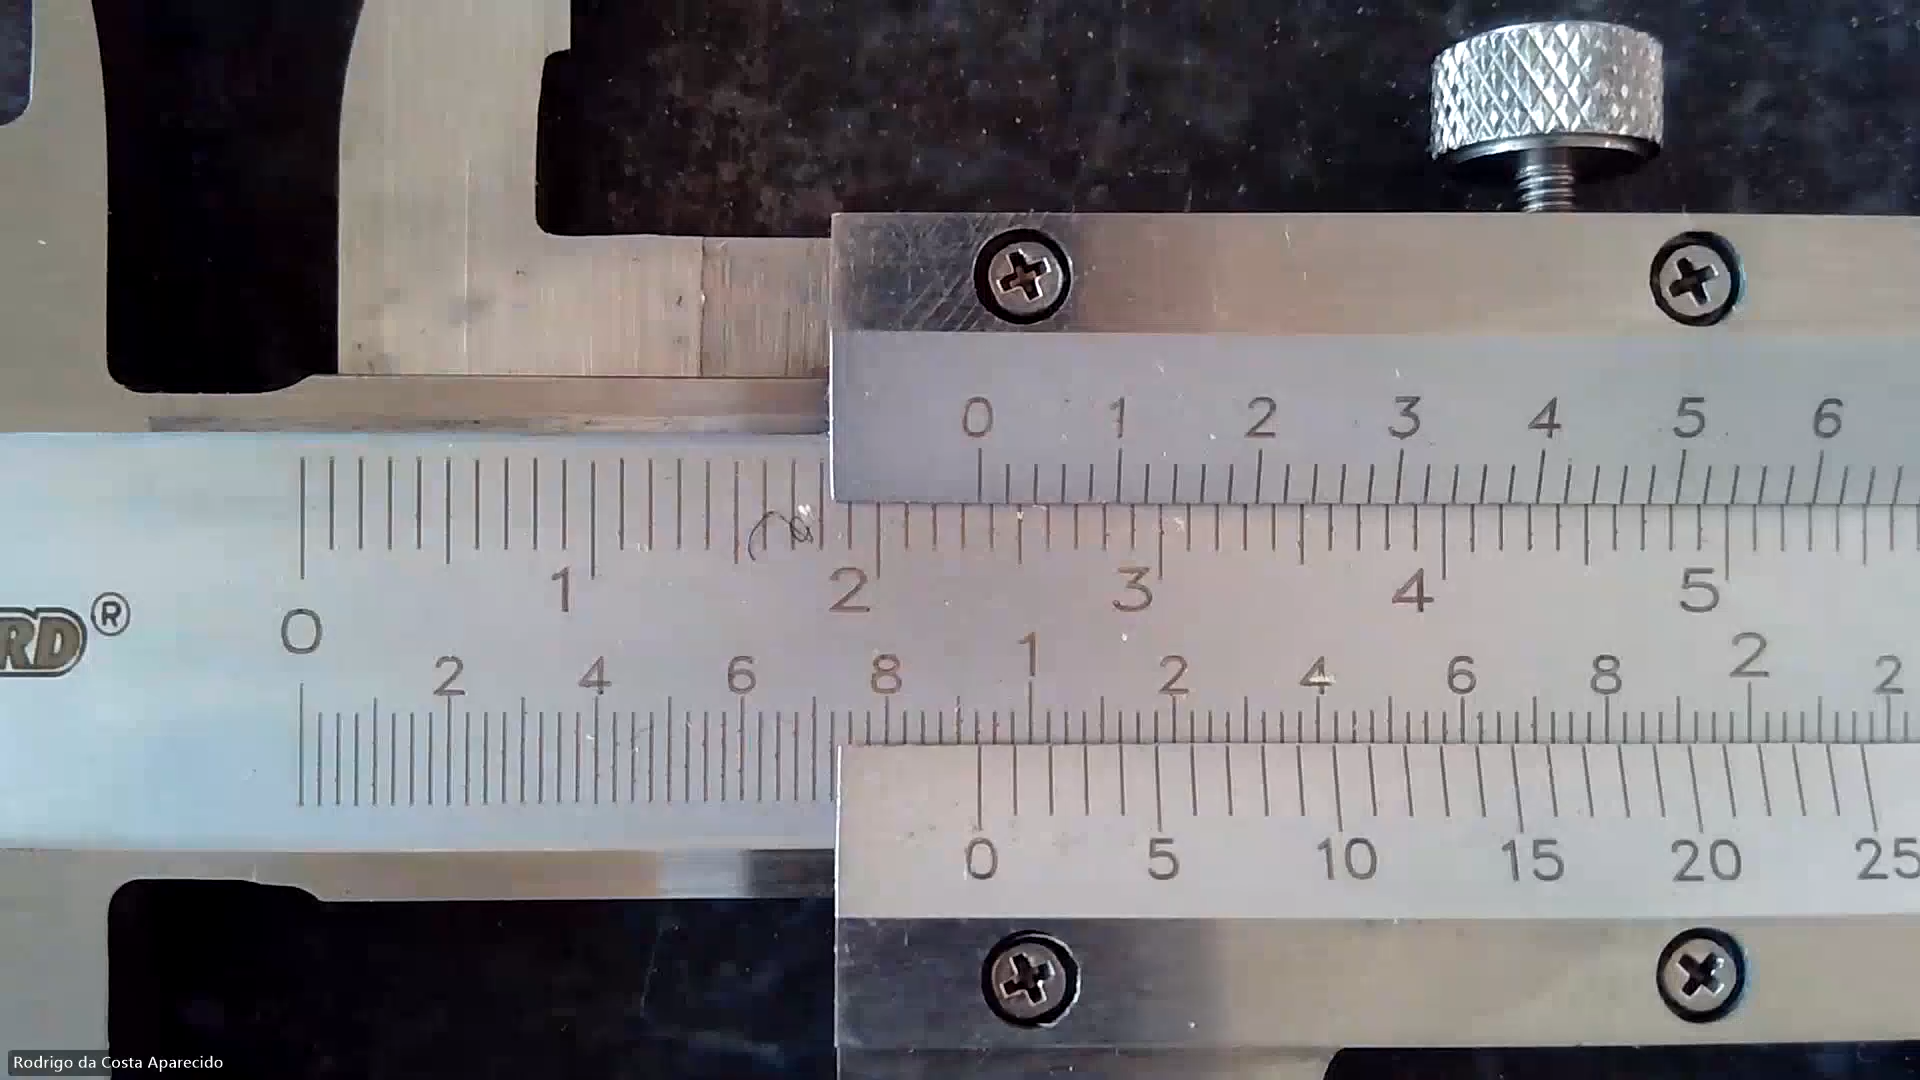 0 1 2 3 4 5 6
1 2 3 4 5
RD® 0
2 4 6 8 1 2 4 6 8 2 2
0 5 10 15 20 25
Rodrigo da Costa Aparecido